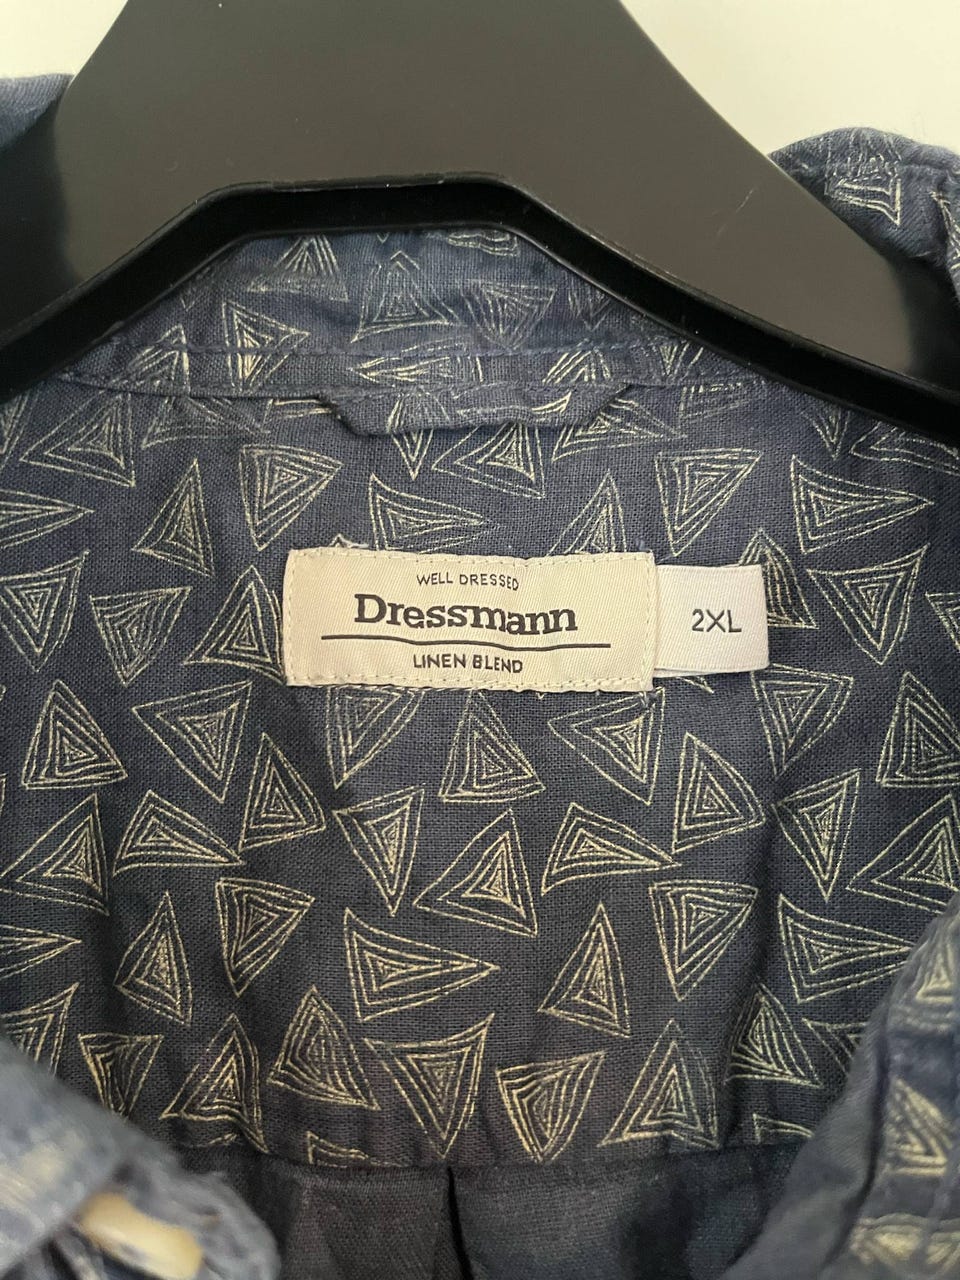 WELL DRESSED
Dressmann
LINEN BLEND
2XL